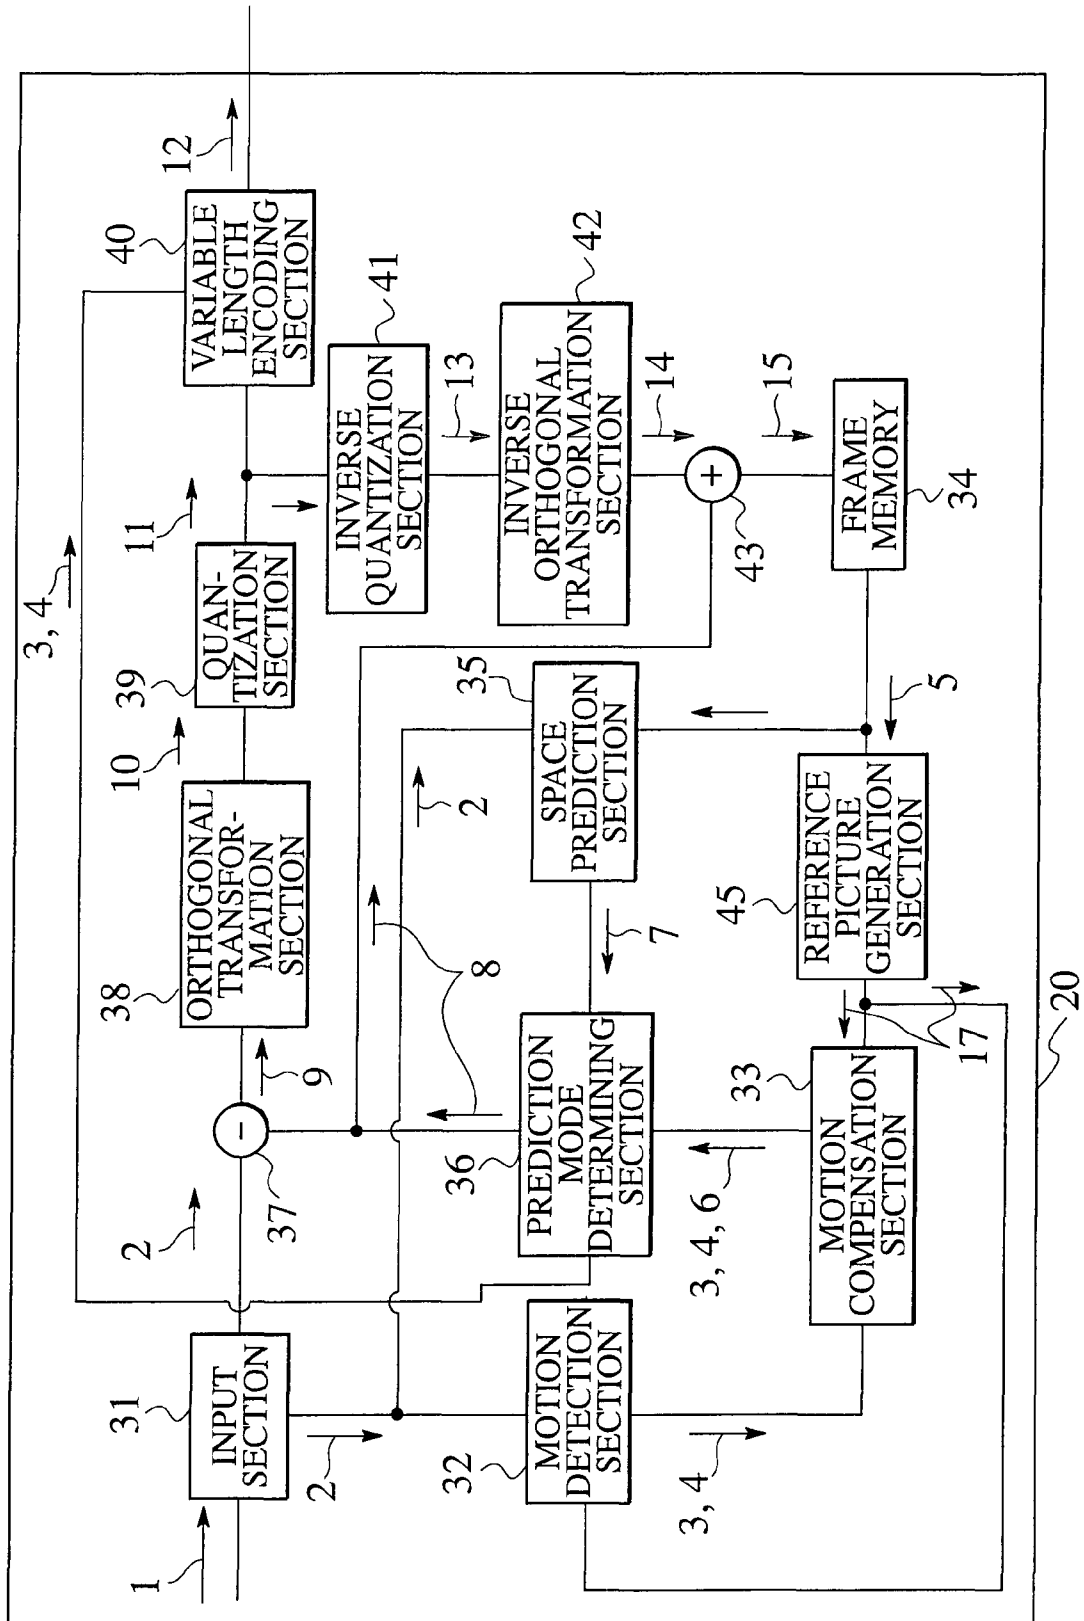 3, 4
1
31
INPUT
SECTION
2
2
37
9
38
ORTHOGONAL
TRANSFOR-
MATION
SECTION
10
39
QUAN-
TIZATION
SECTION
11
40
VARIABLE
LENGTH
ENCODING
SECTION
12
-
8
2
41
INVERSE
QUANTIZATION
SECTION
13
32
MOTION
DETECTION
SECTION
3, 4
36
PREDICTION
MODE
DETERMINING
SECTION
3, 4, 6
7
35
SPACE
PREDICTION
SECTION
42
INVERSE
ORTHOGONAL
TRANSFORMATION
SECTION
14
43
+
15
33
MOTION
COMPENSATION
SECTION
17
45
REFERENCE
PICTURE
GENERATION
SECTION
5
FRAME
MEMORY
34
20